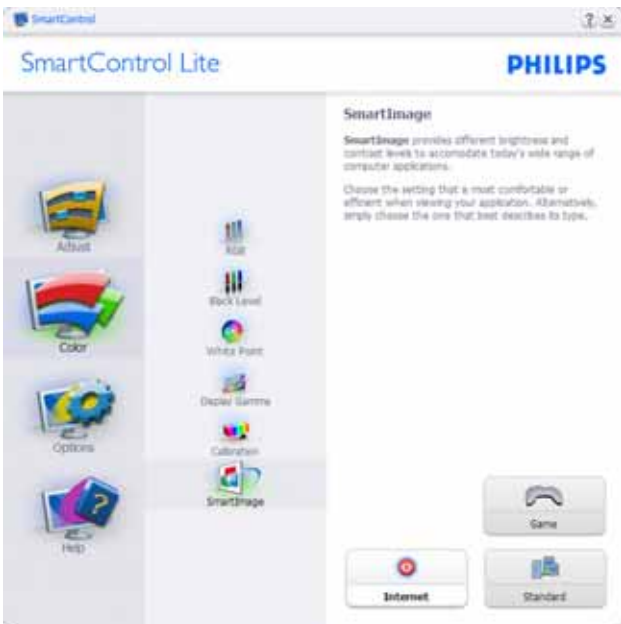 SmartControl
? ×
SmartControl Lite
PHILIPS
SmartImage
SmartImage provides different brightness and
contrast levels to accomodate today's wide range of
computer applications.
Choose the setting that is most comfortable or
efficient when viewing your application. Alternatively,
simply choose the one that best describes its type.
Adjust
Color
Options
Help
RGB
Black Level
White Point
Display Gamma
Calibration
SmartImage
Game
Internet
Standard